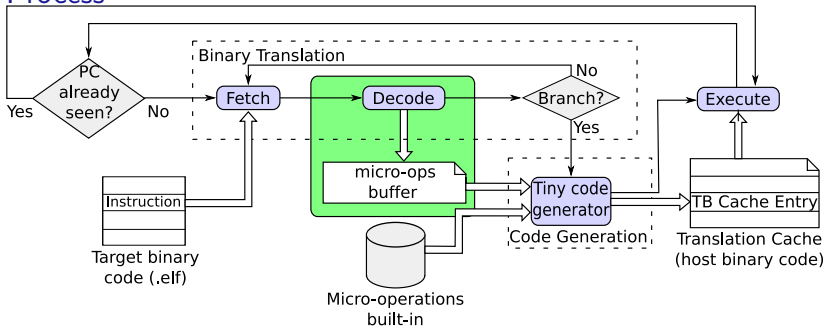 Process
Binary Translation
PC
already
seen?
Yes
No
Fetch
Decode
No
Branch?
Yes
Execute
micro-ops
buffer
Instruction
Tiny code
generator
TB Cache Entry
Code Generation
Target binary
code (.elf)
Translation Cache
(host binary code)
Micro-operations
built-in